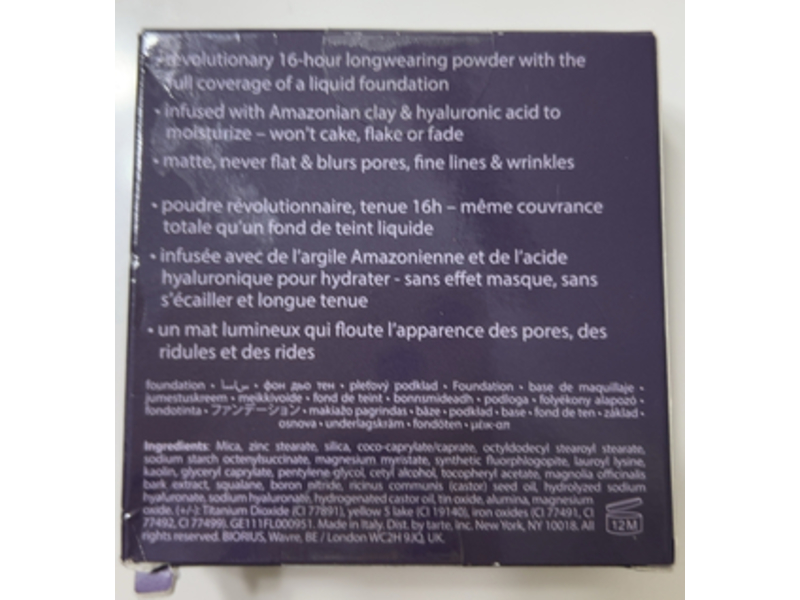 revolutionary 16-hour longwearing powder with the
full coverage of a liquid foundation
• infused with Amazonian clay & hyaluronic acid to
moisturize – won't cake, flake or fade
• matte, never flat & blurs pores, fine lines & wrinkles
• poudre révolutionnaire, tenue 16h – même couvrance
totale qu'un fond de teint liquide
• infusée avec de l'argile Amazonienne et de l'acide
hyaluronique pour hydrater - sans effet masque, sans
s'écailler et longue tenue
• un mat lumineux qui floute l'apparence des pores, des
ridules et des rides
foundation • • фон дьо тен • pleťový podklad • Foundation • base de maquillaje •
jumestuskreem • meikkivoide • fond de teint • bonnsmideadh • podloga • folyékony alapozó •
fondotinta • ファンデーション • makiažo pagrindas • bāze • podkład • base • fond de ten • základ •
osnova • underlagskräm • fondöten • μέικ-απ
Ingredients: Mica, zinc stearate, silica, coco-caprylate/caprate, octyldodecyl stearoyl stearate,
sodium starch octenylsuccinate, magnesium myristate, synthetic fluorphlogopite, lauroyl lysine,
kaolin, glyceryl caprylate, pentylene glycol, cetyl alcohol, tocopheryl acetate, magnolia officinalis
bark extract, squalane, boron nitride, ricinus communis (castor) seed oil, hydrolyzed sodium
hyaluronate, sodium hyaluronate, hydrogenated castor oil, tin oxide, alumina, magnesium
oxide. (+/-): Titanium Dioxide (CI 77891), yellow 5 lake (CI 19140), iron oxides (CI 77491, CI
77492, CI 77499). GE111FL000951. Made in Italy. Dist. by tarte, inc. New York, NY 10018. All
rights reserved. BIORIUS, Wavre, BE / London WC2H 9JQ, UK.
12 M